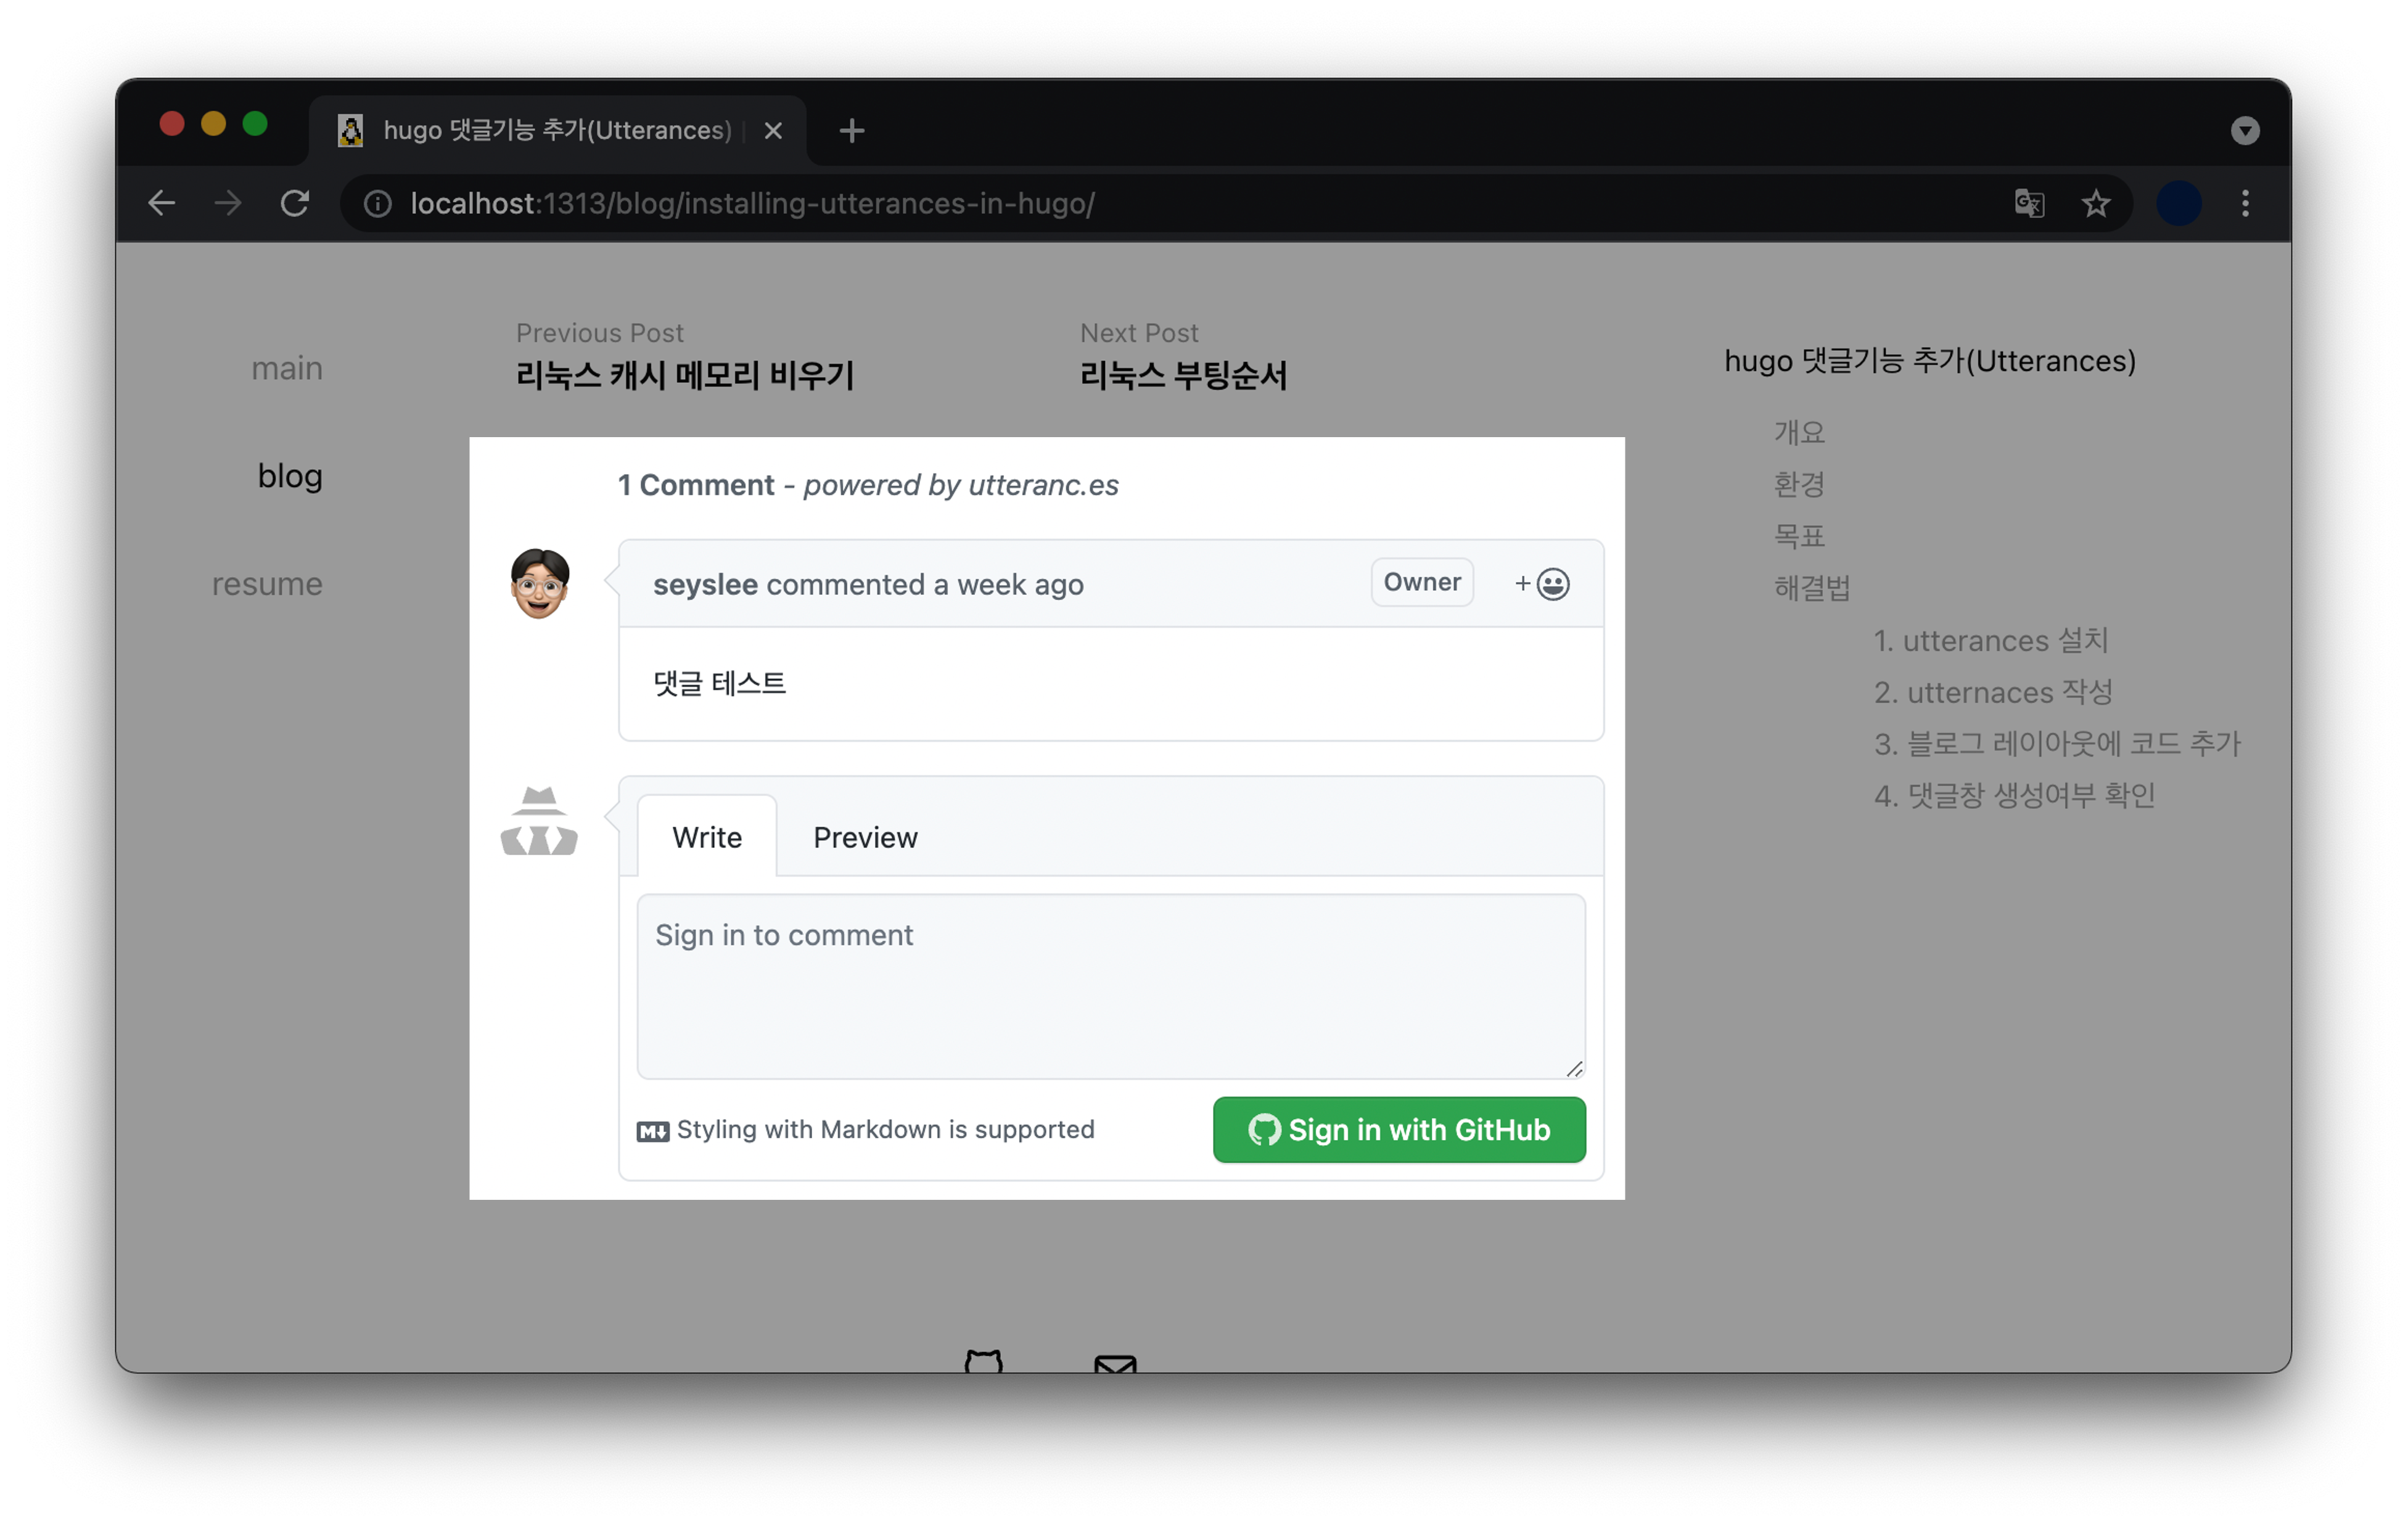 hugo 댓글기능 추가(Utterances)
localhost:1313/blog/installing-utterances-in-hugo/
main
blog
resume
Previous Post
리눅스 캐시 메모리 비우기
Next Post
리눅스 부팅순서
1 Comment - powered by utteranc.es
seyslee commented a week ago
Owner
댓글 테스트
Write
Preview
Sign in to comment
Styling with Markdown is supported
Sign in with GitHub
hugo 댓글기능 추가(Utterances)
개요
환경
목표
해결법
1. utterances 설치
2. utternaces 작성
3. 블로그 레이아웃에 코드 추가
4. 댓글창 생성여부 확인